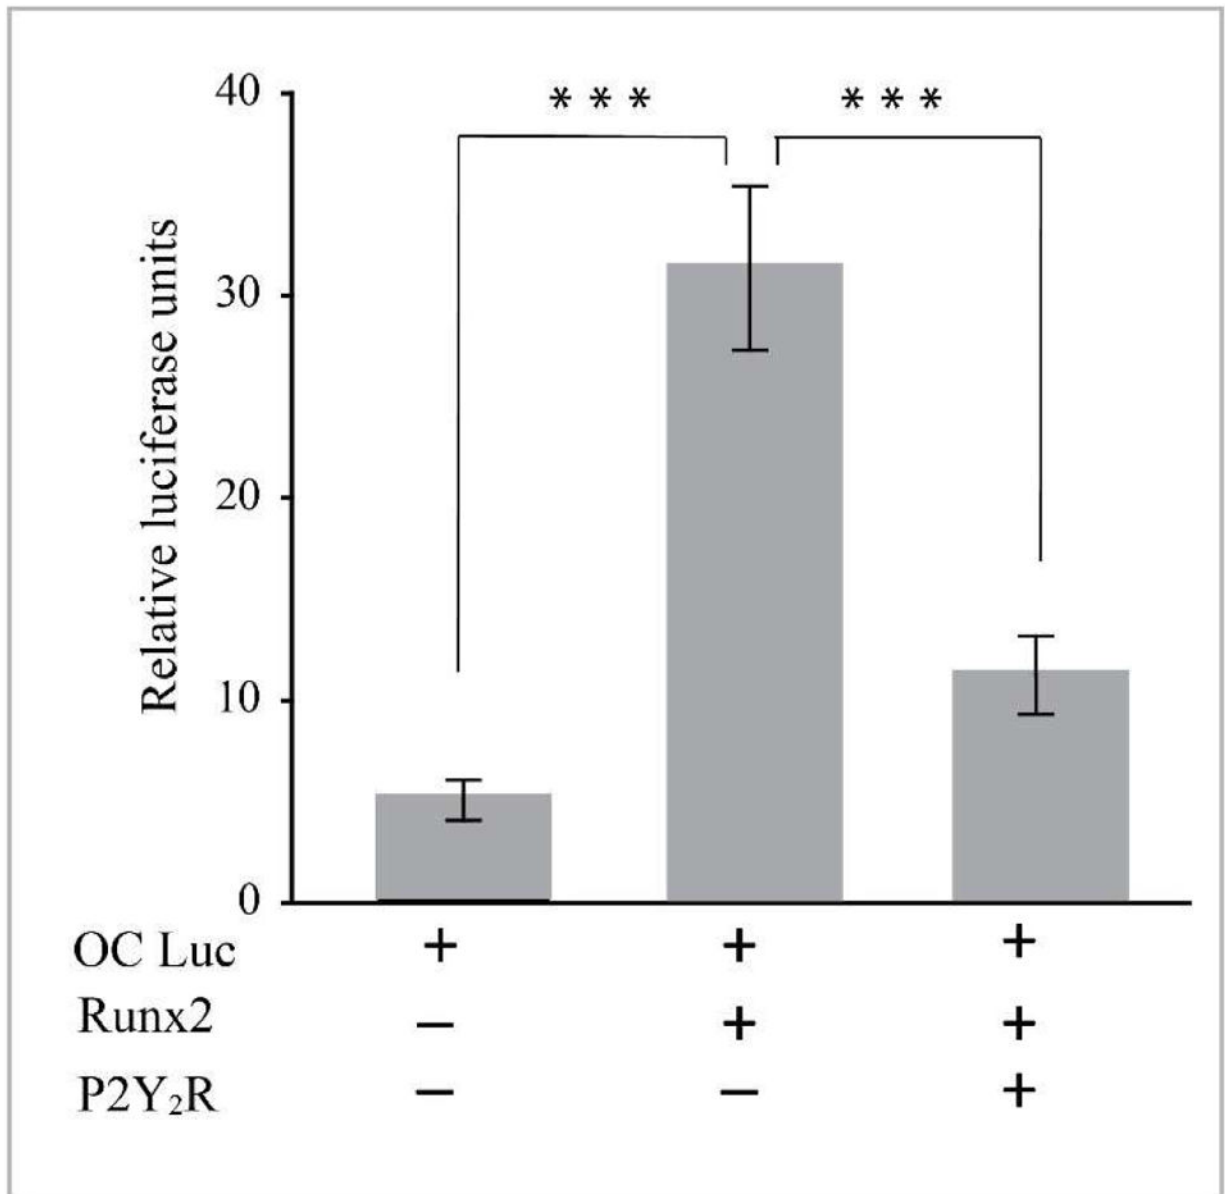 40
* * *
* * *
30
20
10
0
Relative luciferase units
OC Luc + + +
Runx2 – + +
P2Y₂R – – +